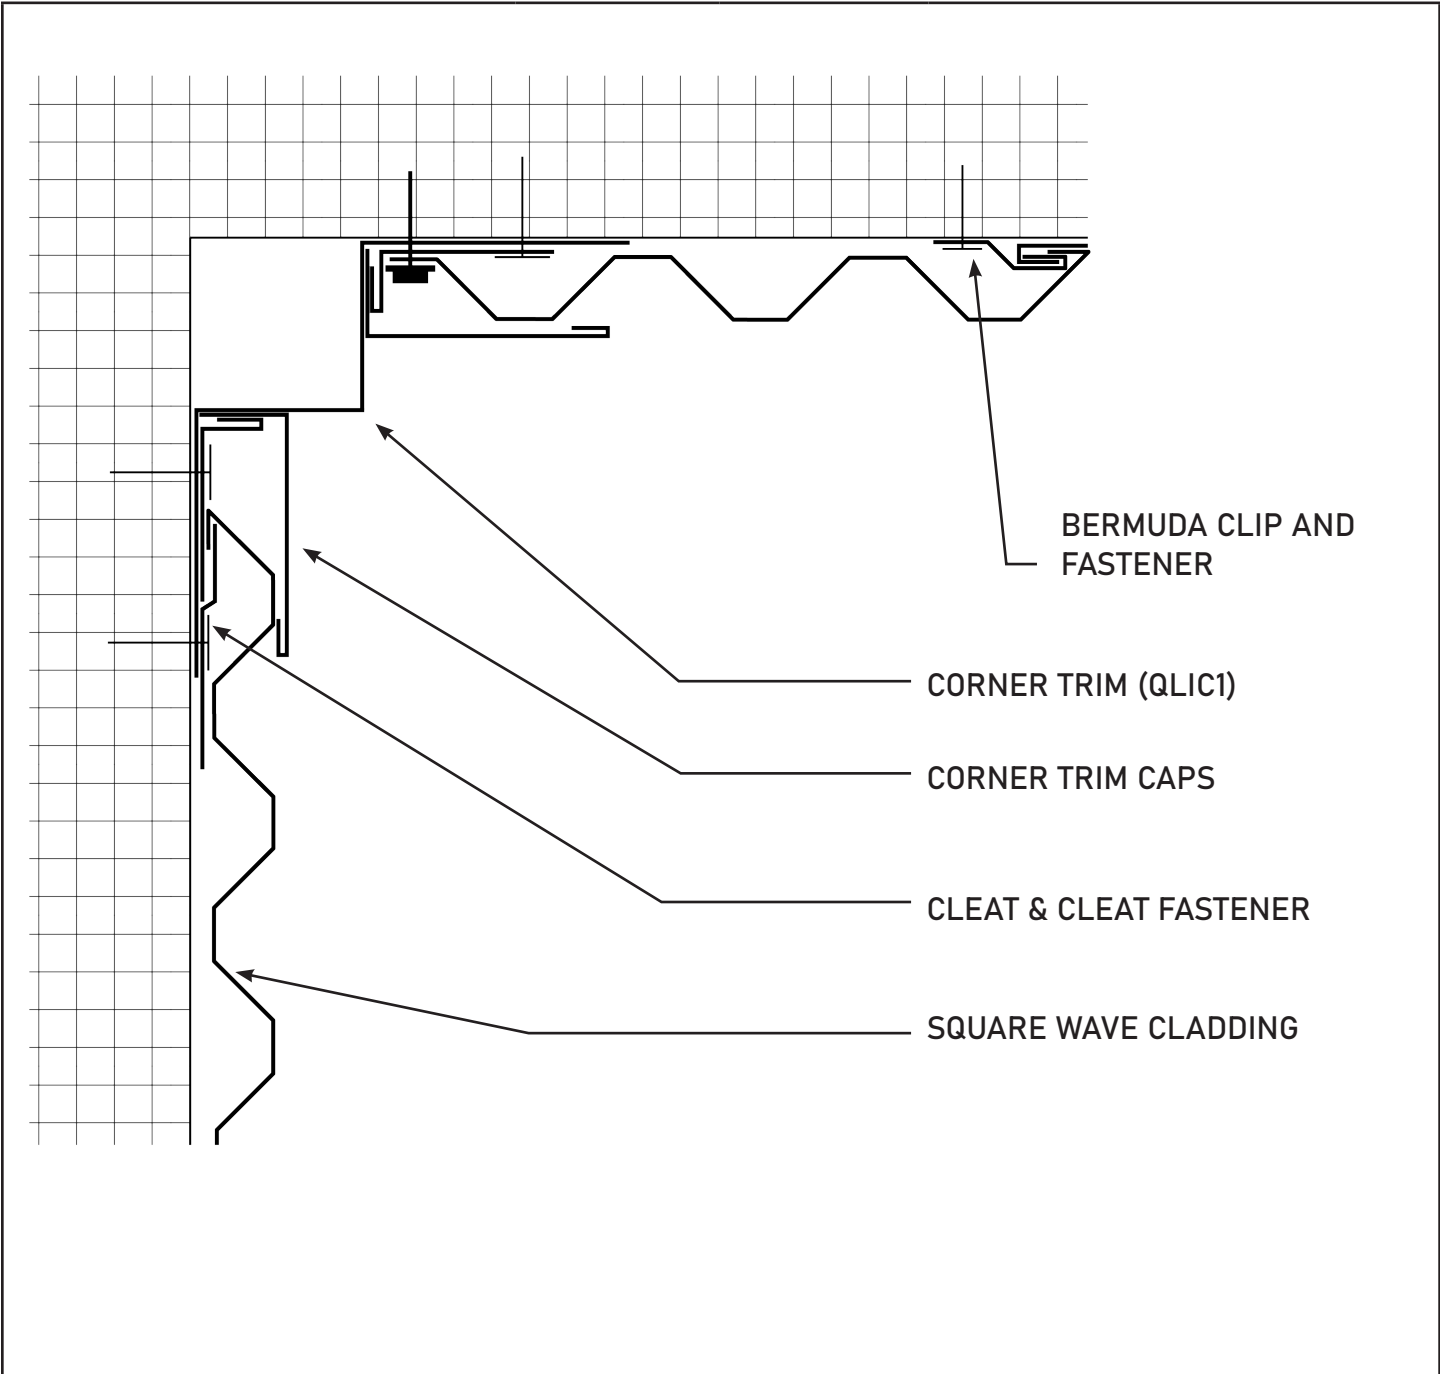 BERMUDA CLIP AND
FASTENER
CORNER TRIM (QLIC1)
CORNER TRIM CAPS
CLEAT & CLEAT FASTENER
SQUARE WAVE CLADDING